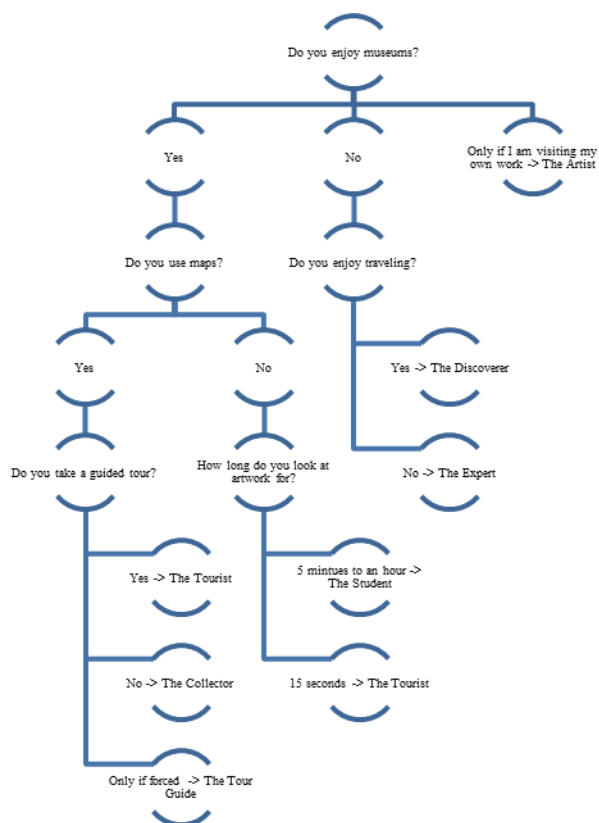 Do you enjoy museums?
Yes
No
Only if I am visiting my
own work -> The Artist
Do you use maps?
Do you enjoy traveling?
Yes
No
Yes -> The Discoverer
Do you take a guided tour?
How long do you look at
artwork for?
No -> The Expert
Yes -> The Tourist
5 mintues to an hour ->
The Student
No -> The Collector
15 seconds -> The Tourist
Only if forced -> The Tour
Guide